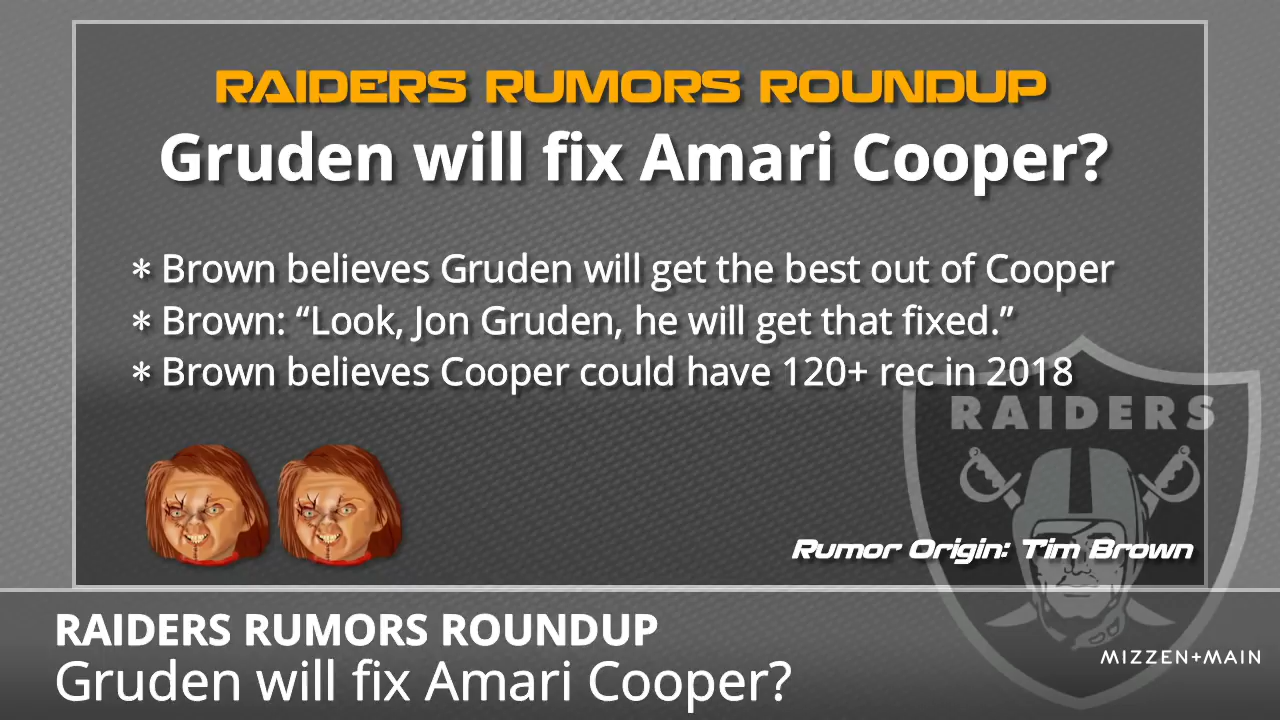 RAIDERS RUMORS ROUNDUP
Gruden will fix Amari Cooper?
* Brown believes Gruden will get the best out of Cooper
* Brown: “Look, Jon Gruden, he will get that fixed.”
* Brown believes Cooper could have 120+ rec in 2018
RAIDERS
Rumor Origin: Tim Brown
RAIDERS RUMORS ROUNDUP
Gruden will fix Amari Cooper?
MIZZEN+MAIN